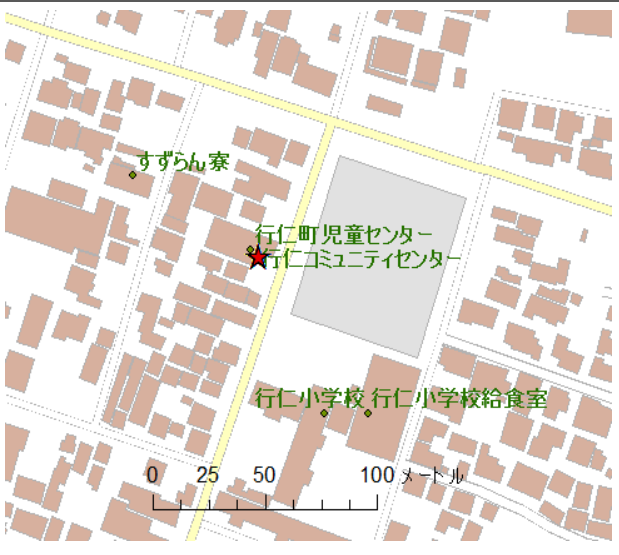 すずらん寮
行仁町児童センター
行仁コミュニティセンター
行仁小学校 行仁小学校給食室
0 25 50 100 メートル